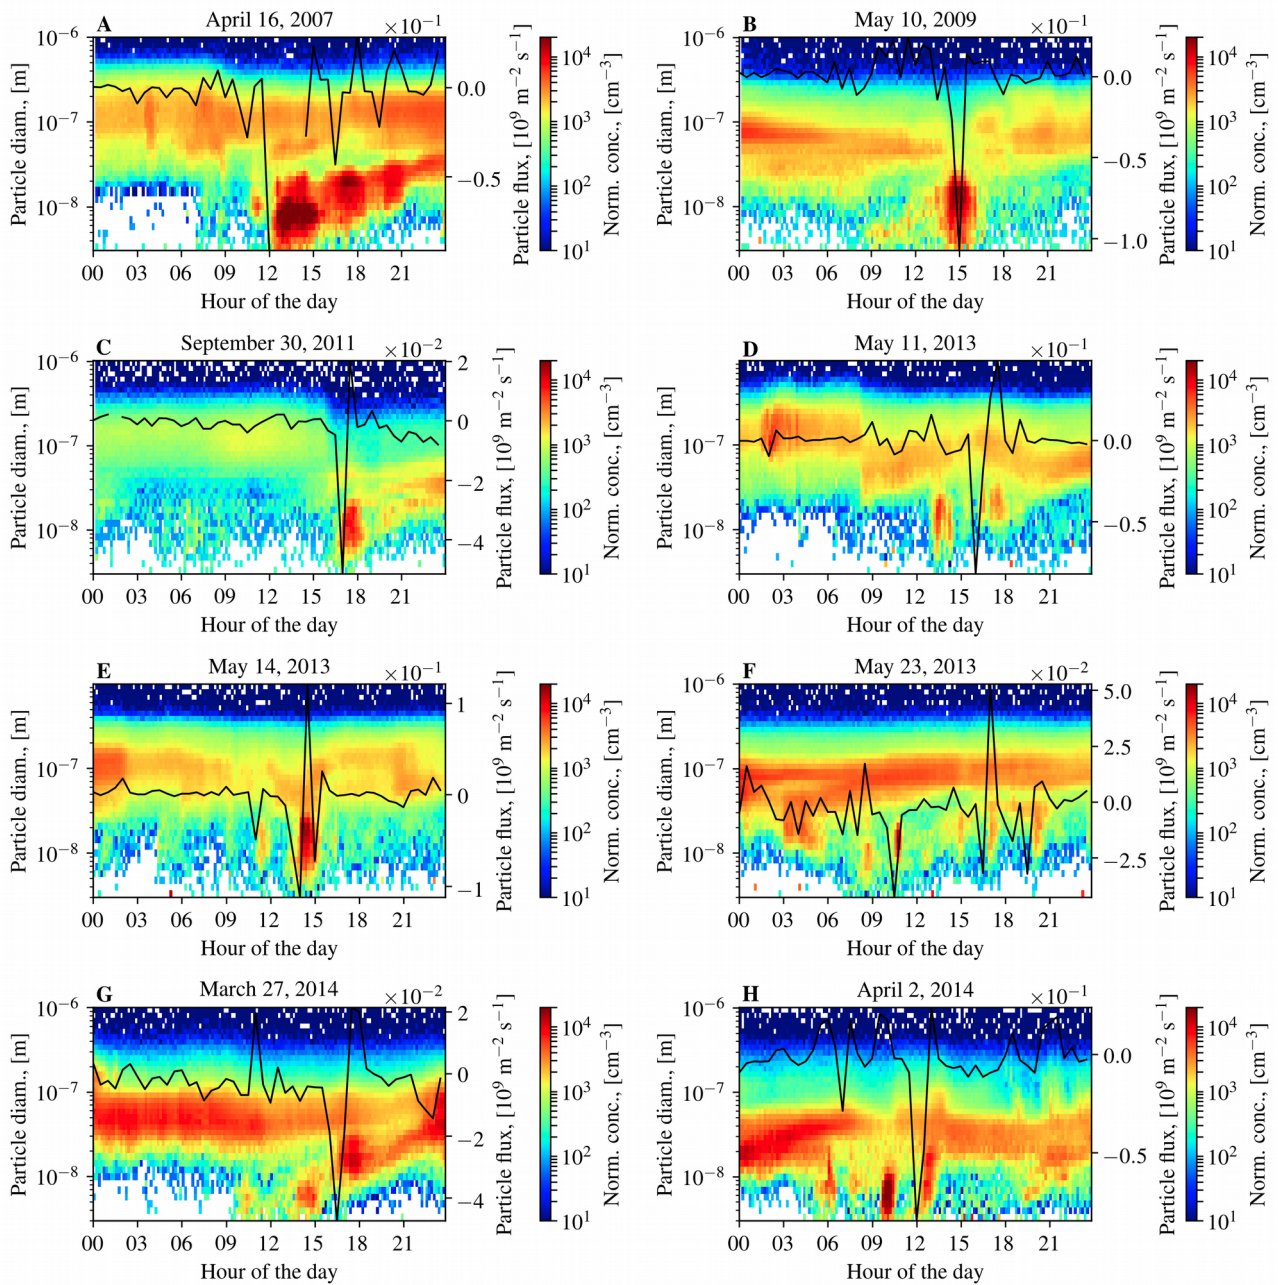 A April 16, 2007 ×10⁻¹
Particle diam., [m]
10⁻⁶
10⁻⁷
10⁻⁸
00 03 06 09 12 15 18 21
Hour of the day
0.0
−0.5
Particle flux, [10⁹ m⁻² s⁻¹]
10⁴
10³
10²
10¹
Norm. conc., [cm⁻³]
B May 10, 2009 ×10⁻¹
Particle diam., [m]
10⁻⁶
10⁻⁷
10⁻⁸
00 03 06 09 12 15 18 21
Hour of the day
0.0
−0.5
−1.0
Particle flux, [10⁹ m⁻² s⁻¹]
10⁴
10³
10²
10¹
Norm. conc., [cm⁻³]
C September 30, 2011 ×10⁻²
Particle diam., [m]
10⁻⁶
10⁻⁷
10⁻⁸
00 03 06 09 12 15 18 21
Hour of the day
2
0
−2
−4
Particle flux, [10⁹ m⁻² s⁻¹]
10⁴
10³
10²
10¹
Norm. conc., [cm⁻³]
D May 11, 2013 ×10⁻¹
Particle diam., [m]
10⁻⁶
10⁻⁷
10⁻⁸
00 03 06 09 12 15 18 21
Hour of the day
0.0
−0.5
Particle flux, [10⁹ m⁻² s⁻¹]
10⁴
10³
10²
10¹
Norm. conc., [cm⁻³]
E May 14, 2013 ×10⁻¹
Particle diam., [m]
10⁻⁶
10⁻⁷
10⁻⁸
00 03 06 09 12 15 18 21
Hour of the day
1
0
−1
Particle flux, [10⁹ m⁻² s⁻¹]
10⁴
10³
10²
10¹
Norm. conc., [cm⁻³]
F May 23, 2013 ×10⁻²
Particle diam., [m]
10⁻⁶
10⁻⁷
10⁻⁸
00 03 06 09 12 15 18 21
Hour of the day
5.0
2.5
0.0
−2.5
Particle flux, [10⁹ m⁻² s⁻¹]
10⁴
10³
10²
10¹
Norm. conc., [cm⁻³]
G March 27, 2014 ×10⁻²
Particle diam., [m]
10⁻⁶
10⁻⁷
10⁻⁸
00 03 06 09 12 15 18 21
Hour of the day
2
0
−2
−4
Particle flux, [10⁹ m⁻² s⁻¹]
10⁴
10³
10²
10¹
Norm. conc., [cm⁻³]
H April 2, 2014 ×10⁻¹
Particle diam., [m]
10⁻⁶
10⁻⁷
10⁻⁸
00 03 06 09 12 15 18 21
Hour of the day
0.0
−0.5
Particle flux, [10⁹ m⁻² s⁻¹]
10⁴
10³
10²
10¹
Norm. conc., [cm⁻³]